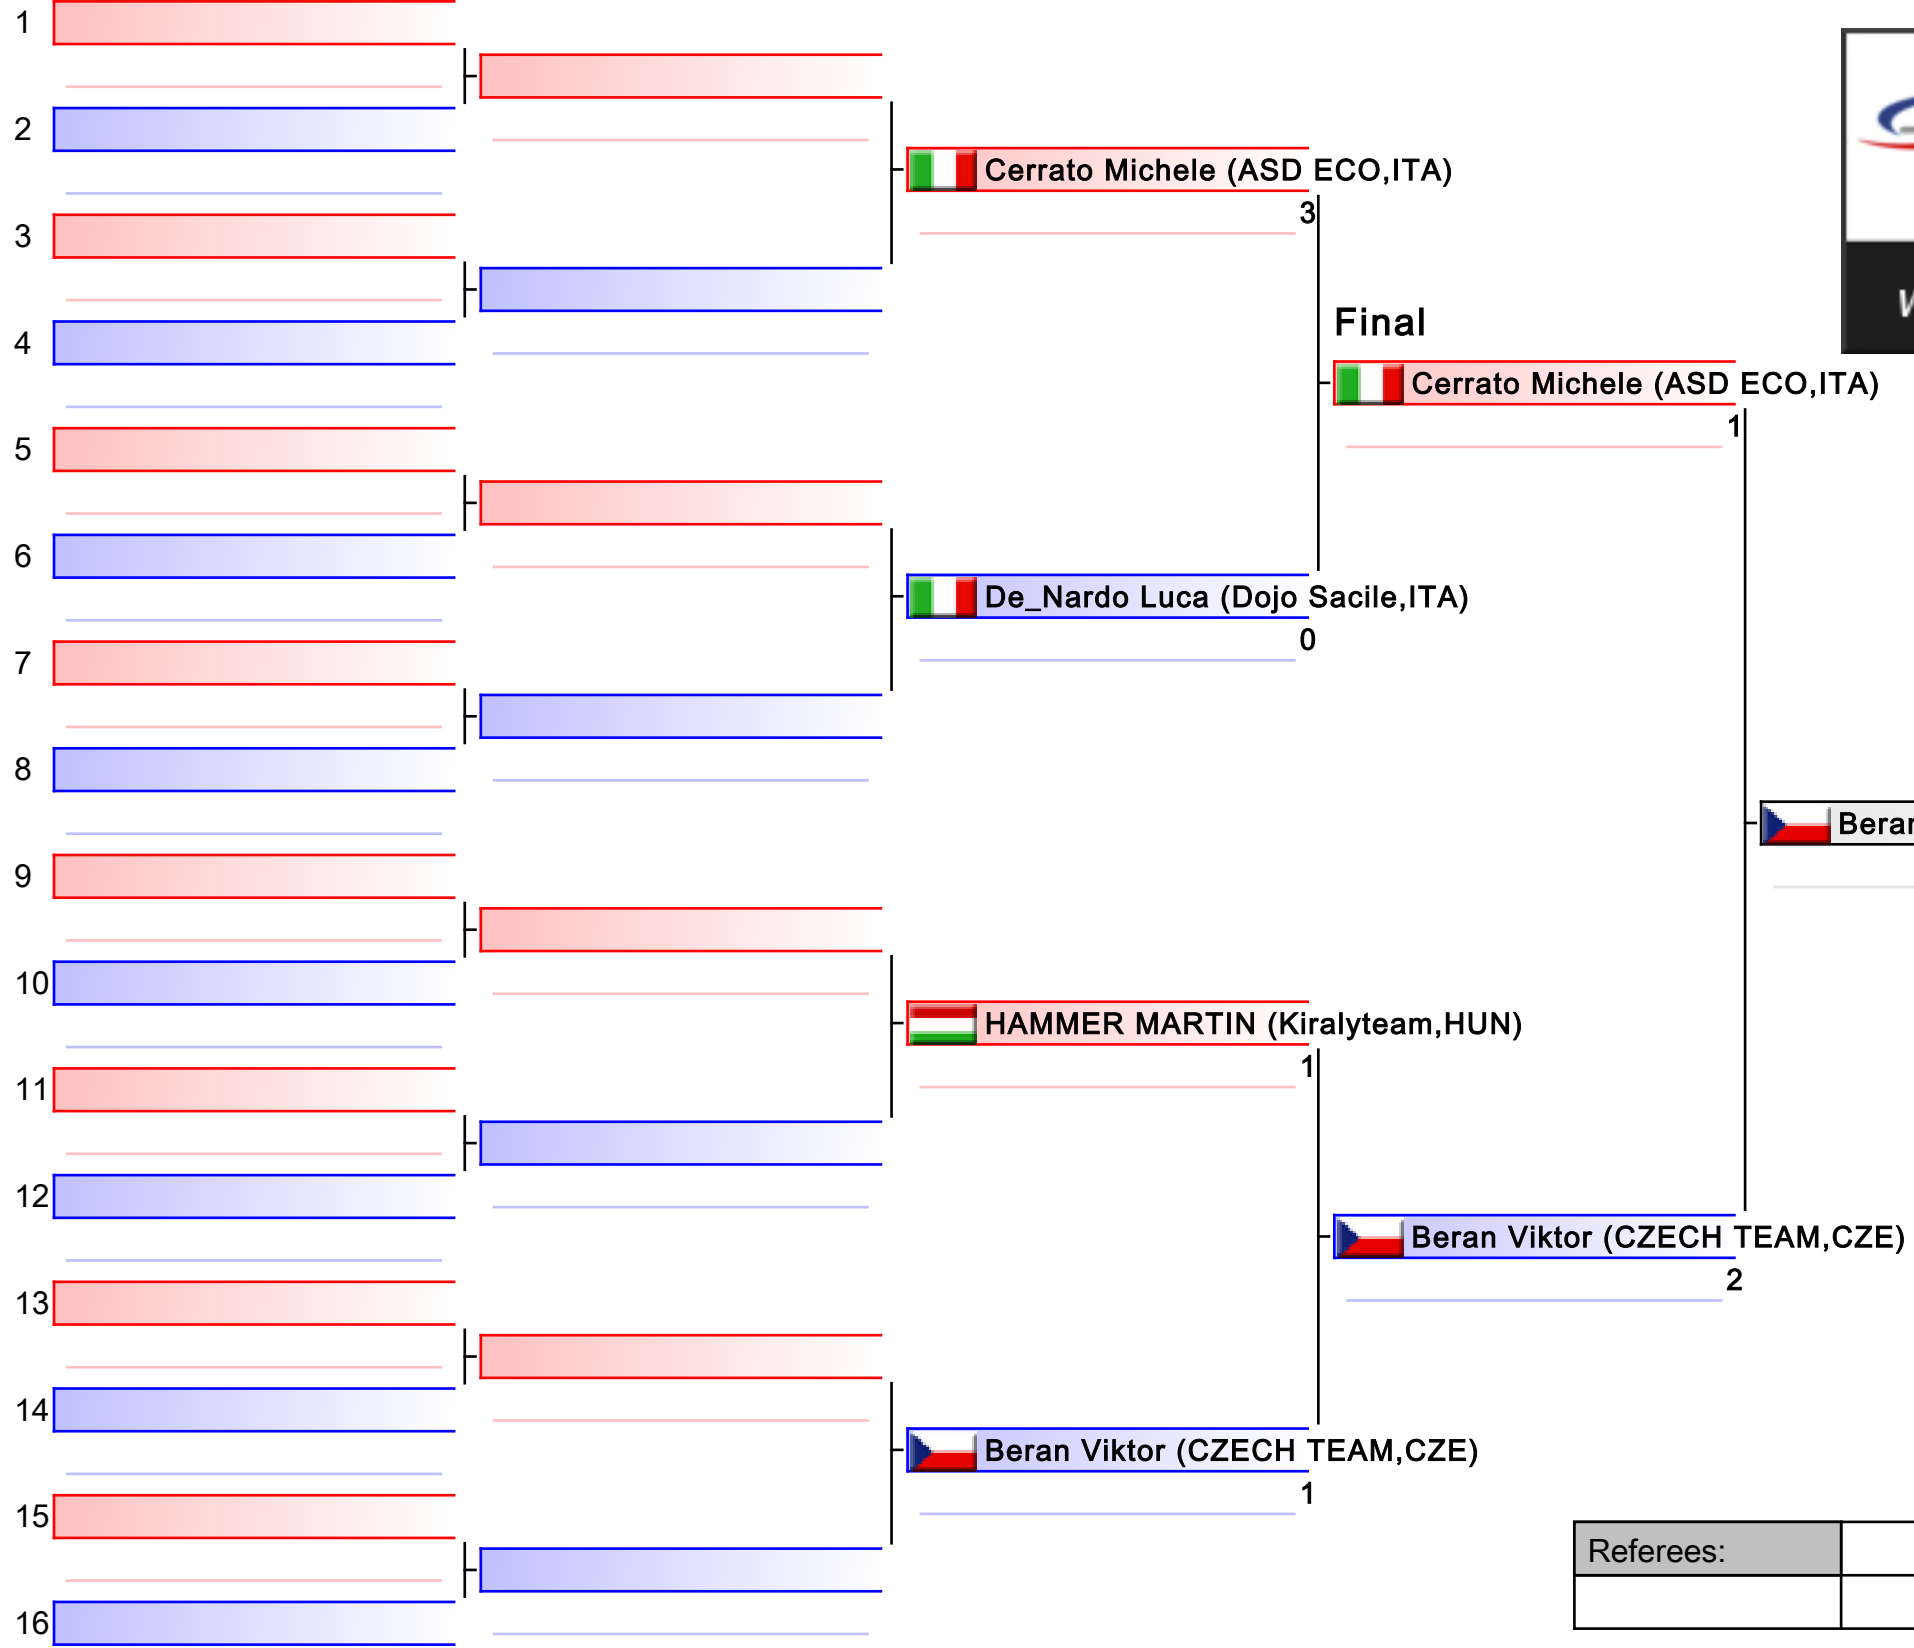 1
2
Cerrato Michele (ASD ECO,ITA)
3
3
4
Final
Cerrato Michele (ASD ECO,ITA)
1
5
6
De_Nardo Luca (Dojo Sacile,ITA)
0
7
8
9
10
HAMMER MARTIN (Kiralyteam,HUN)
1
11
12
Beran Viktor (CZECH TEAM,CZE)
2
13
14
Beran Viktor (CZECH TEAM,CZE)
1
15
Referees:
16